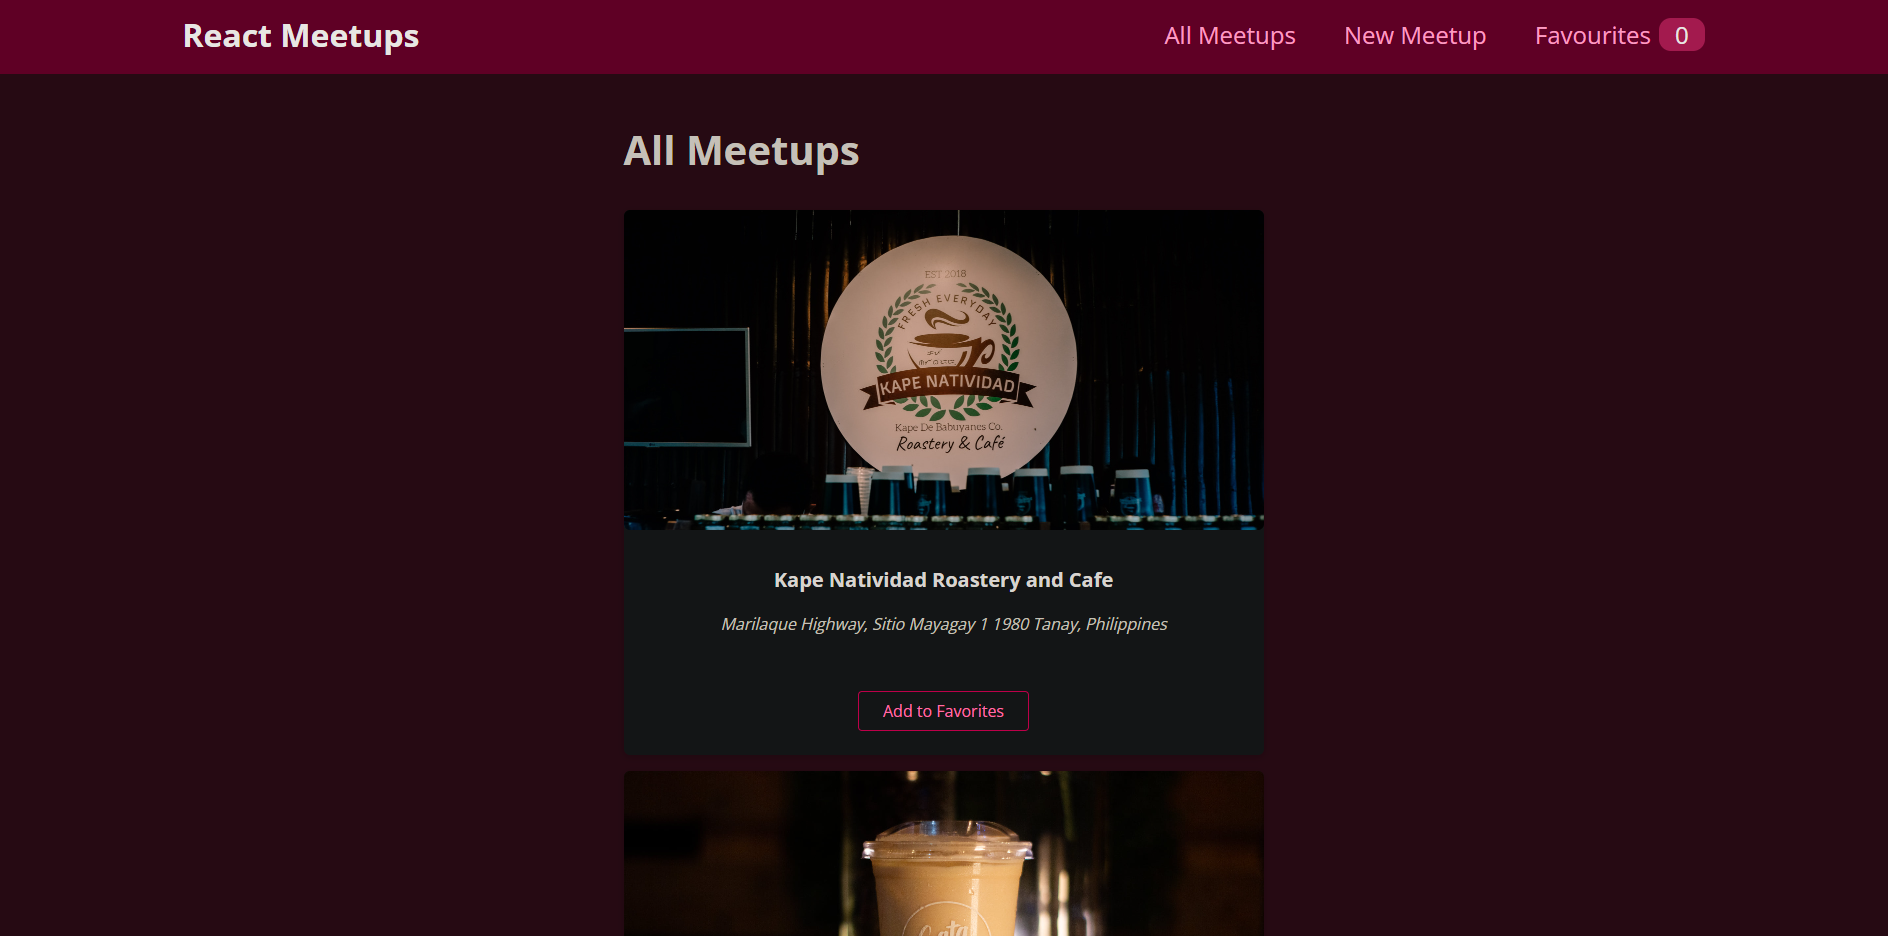 React Meetups
All Meetups
New Meetup
Favourites 0
All Meetups
EST 2018
FRESH EVERYDAY
KAPE NATIVIDAD
Kape De Babuyanes Co.
Roastery & Café
Kape Natividad Roastery and Cafe
Marilaque Highway, Sitio Mayagay 1 1980 Tanay, Philippines
Add to Favorites